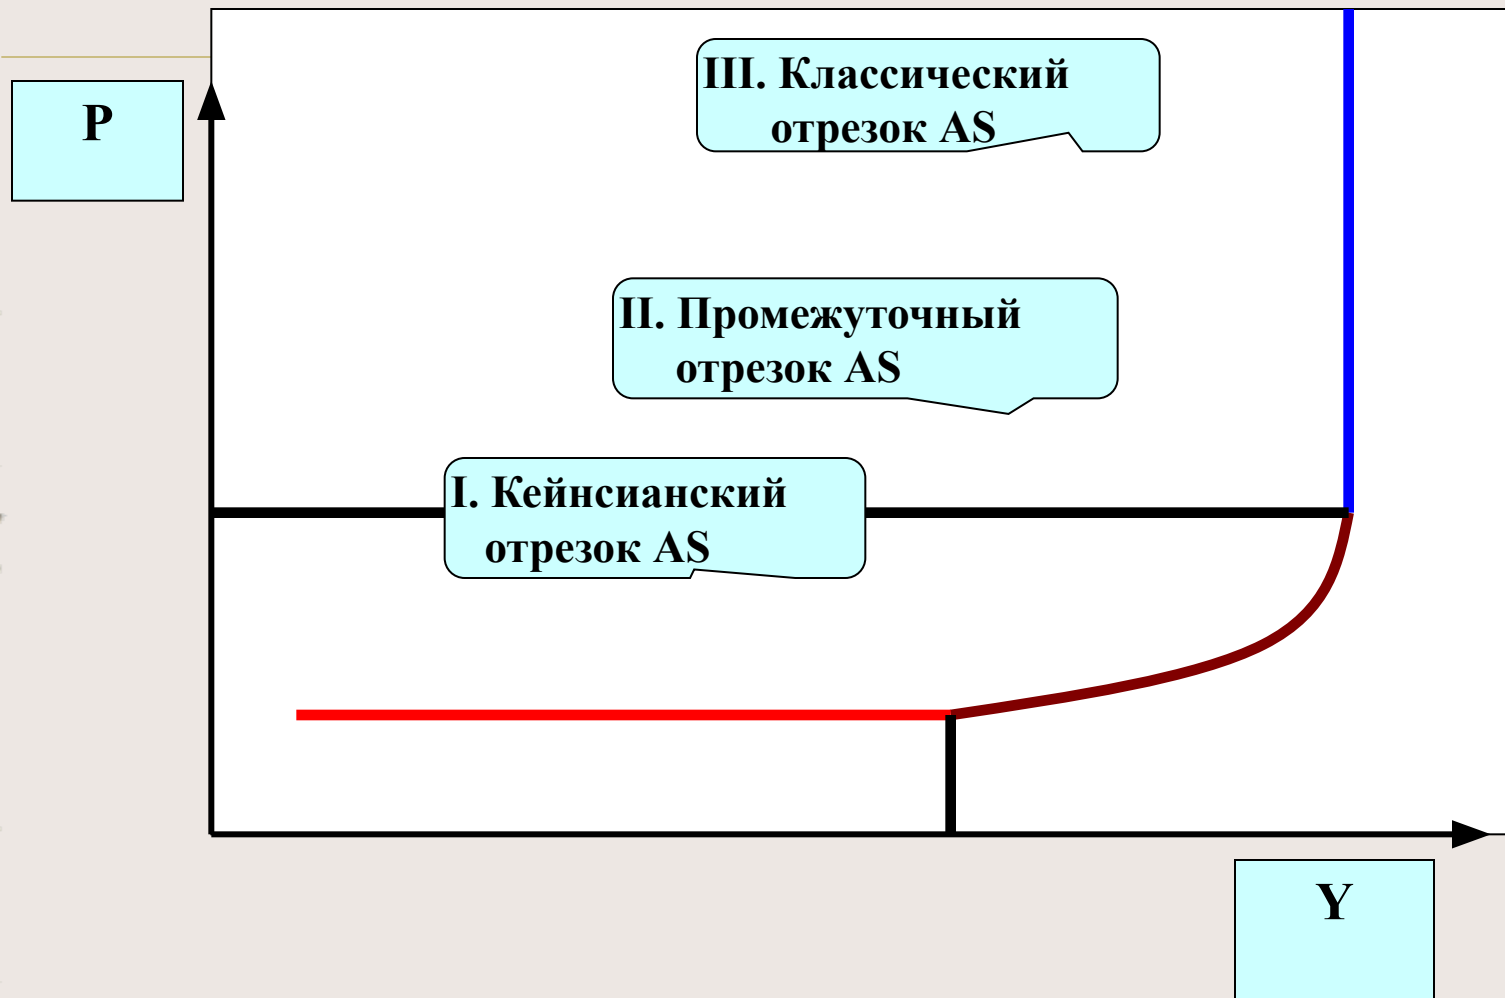 P
III. Классический
отрезок AS
II. Промежуточный
отрезок AS
I. Кейнсианский
отрезок AS
Y